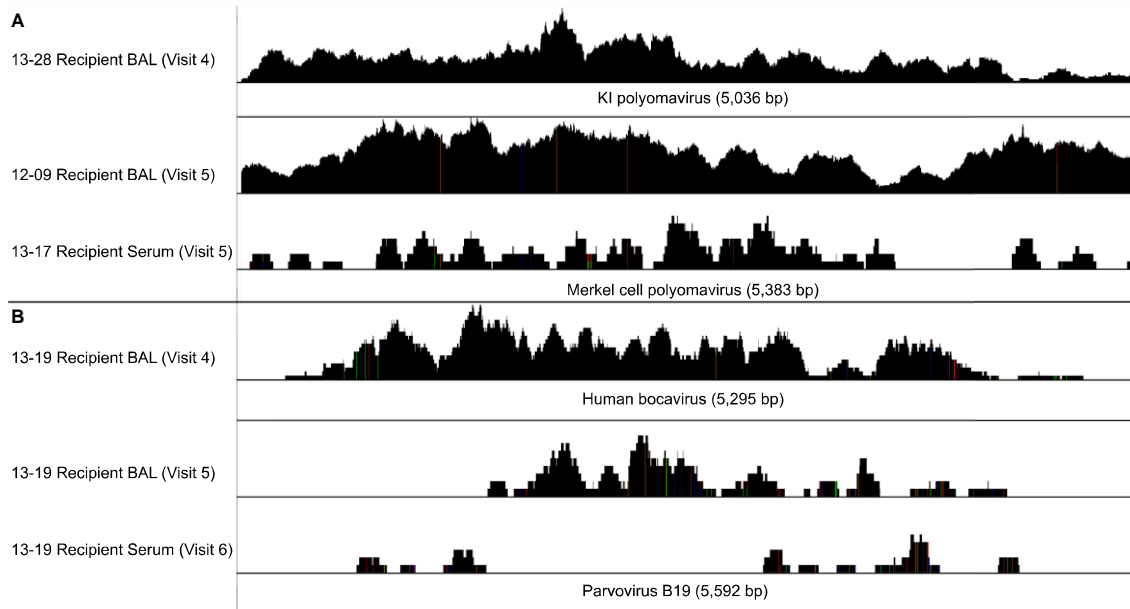 A
13-28 Recipient BAL (Visit 4)
KI polyomavirus (5,036 bp)
12-09 Recipient BAL (Visit 5)
13-17 Recipient Serum (Visit 5)
Merkel cell polyomavirus (5,383 bp)
B
13-19 Recipient BAL (Visit 4)
Human bocavirus (5,295 bp)
13-19 Recipient BAL (Visit 5)
13-19 Recipient Serum (Visit 6)
Parvovirus B19 (5,592 bp)